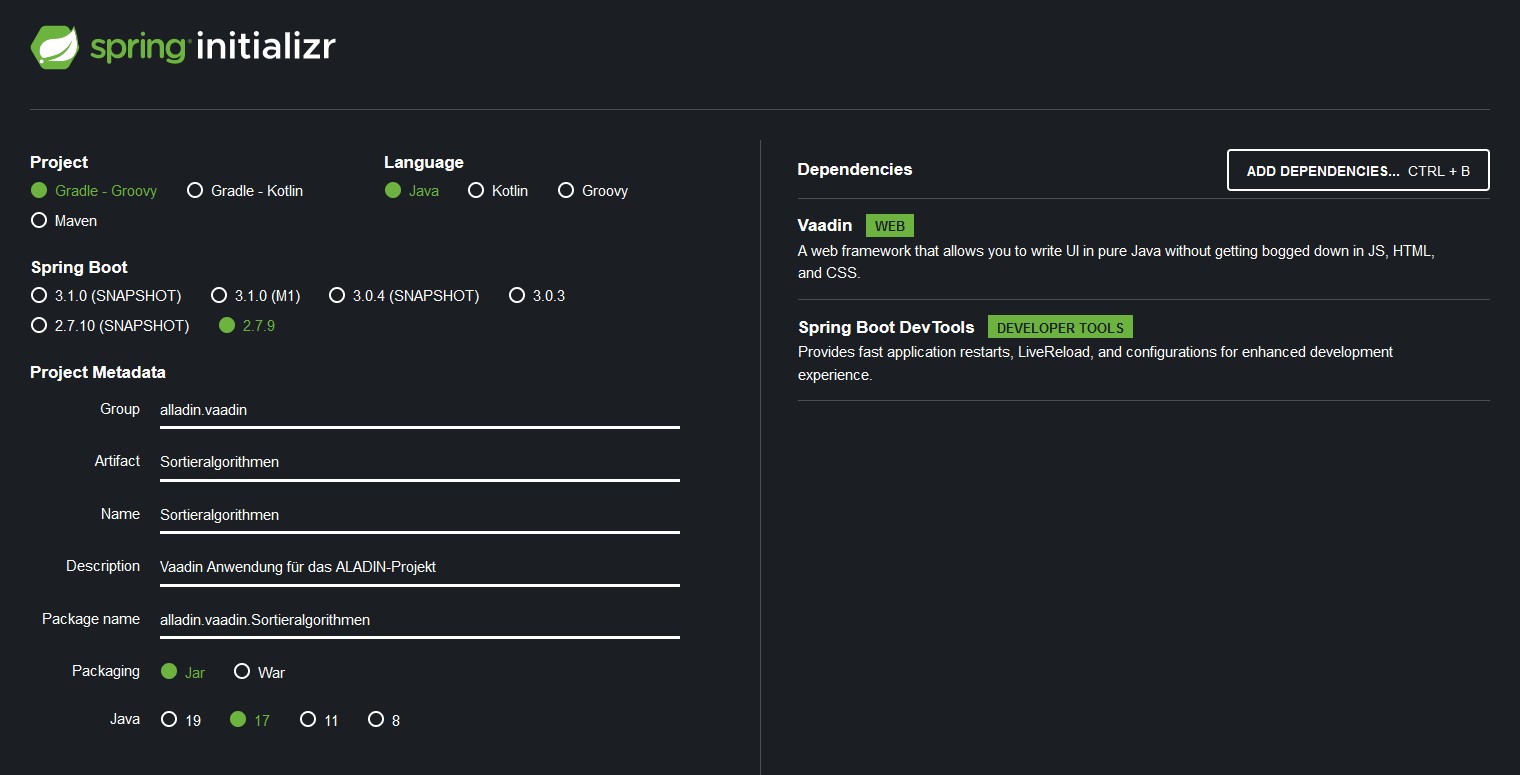 spring initializr
Project
Gradle - Groovy Gradle - Kotlin
Maven
Language
Java Kotlin Groovy
Spring Boot
3.1.0 (SNAPSHOT) 3.1.0 (M1) 3.0.4 (SNAPSHOT) 3.0.3
2.7.10 (SNAPSHOT) 2.7.9
Project Metadata
Group alladin.vaadin
Artifact Sortieralgorithmen
Name Sortieralgorithmen
Description Vaadin Anwendung für das ALADIN-Projekt
Package name alladin.vaadin.Sortieralgorithmen
Packaging Jar War
Java 19 17 11 8
Dependencies ADD DEPENDENCIES... CTRL + B
Vaadin WEB
A web framework that allows you to write UI in pure Java without getting bogged down in JS, HTML,
and CSS.
Spring Boot DevTools DEVELOPER TOOLS
Provides fast application restarts, LiveReload, and configurations for enhanced development
experience.